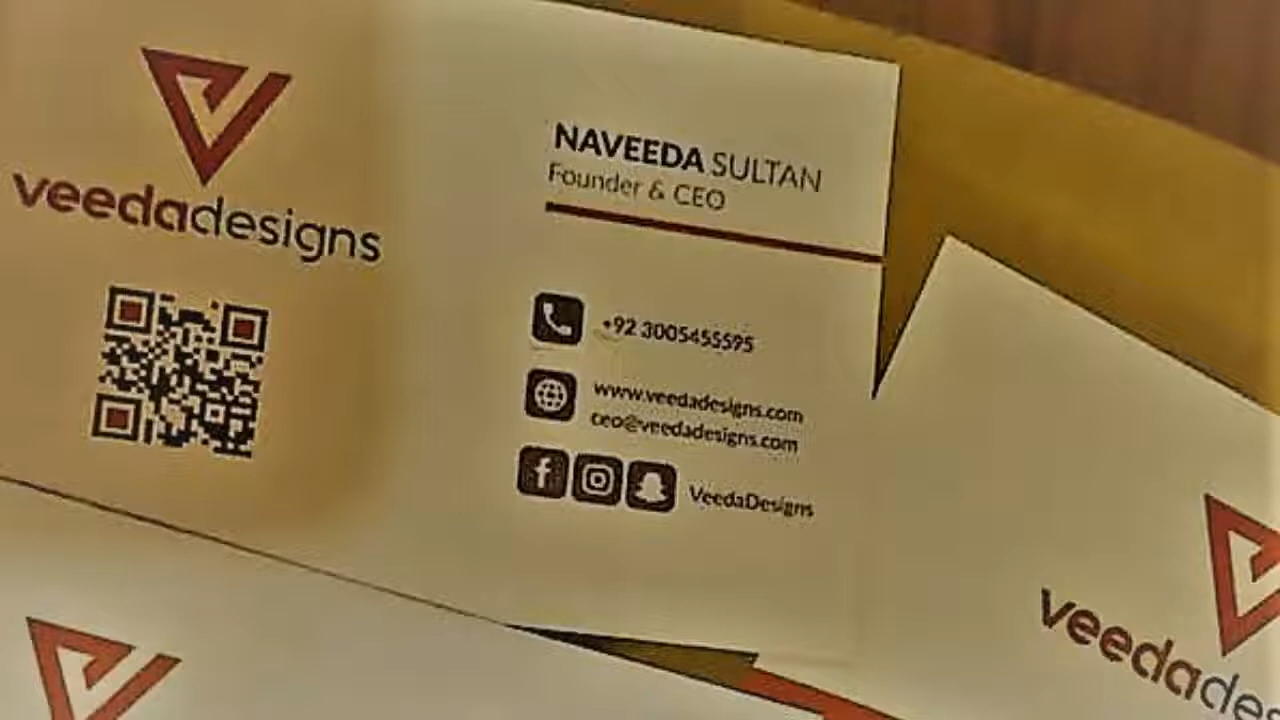 veedadesigns
NAVEEDA SULTAN
Founder & CEO
+92 3005455595
www.veedadesigns.com
ceo@veedadesigns.com
VeedaDesigns
veedades